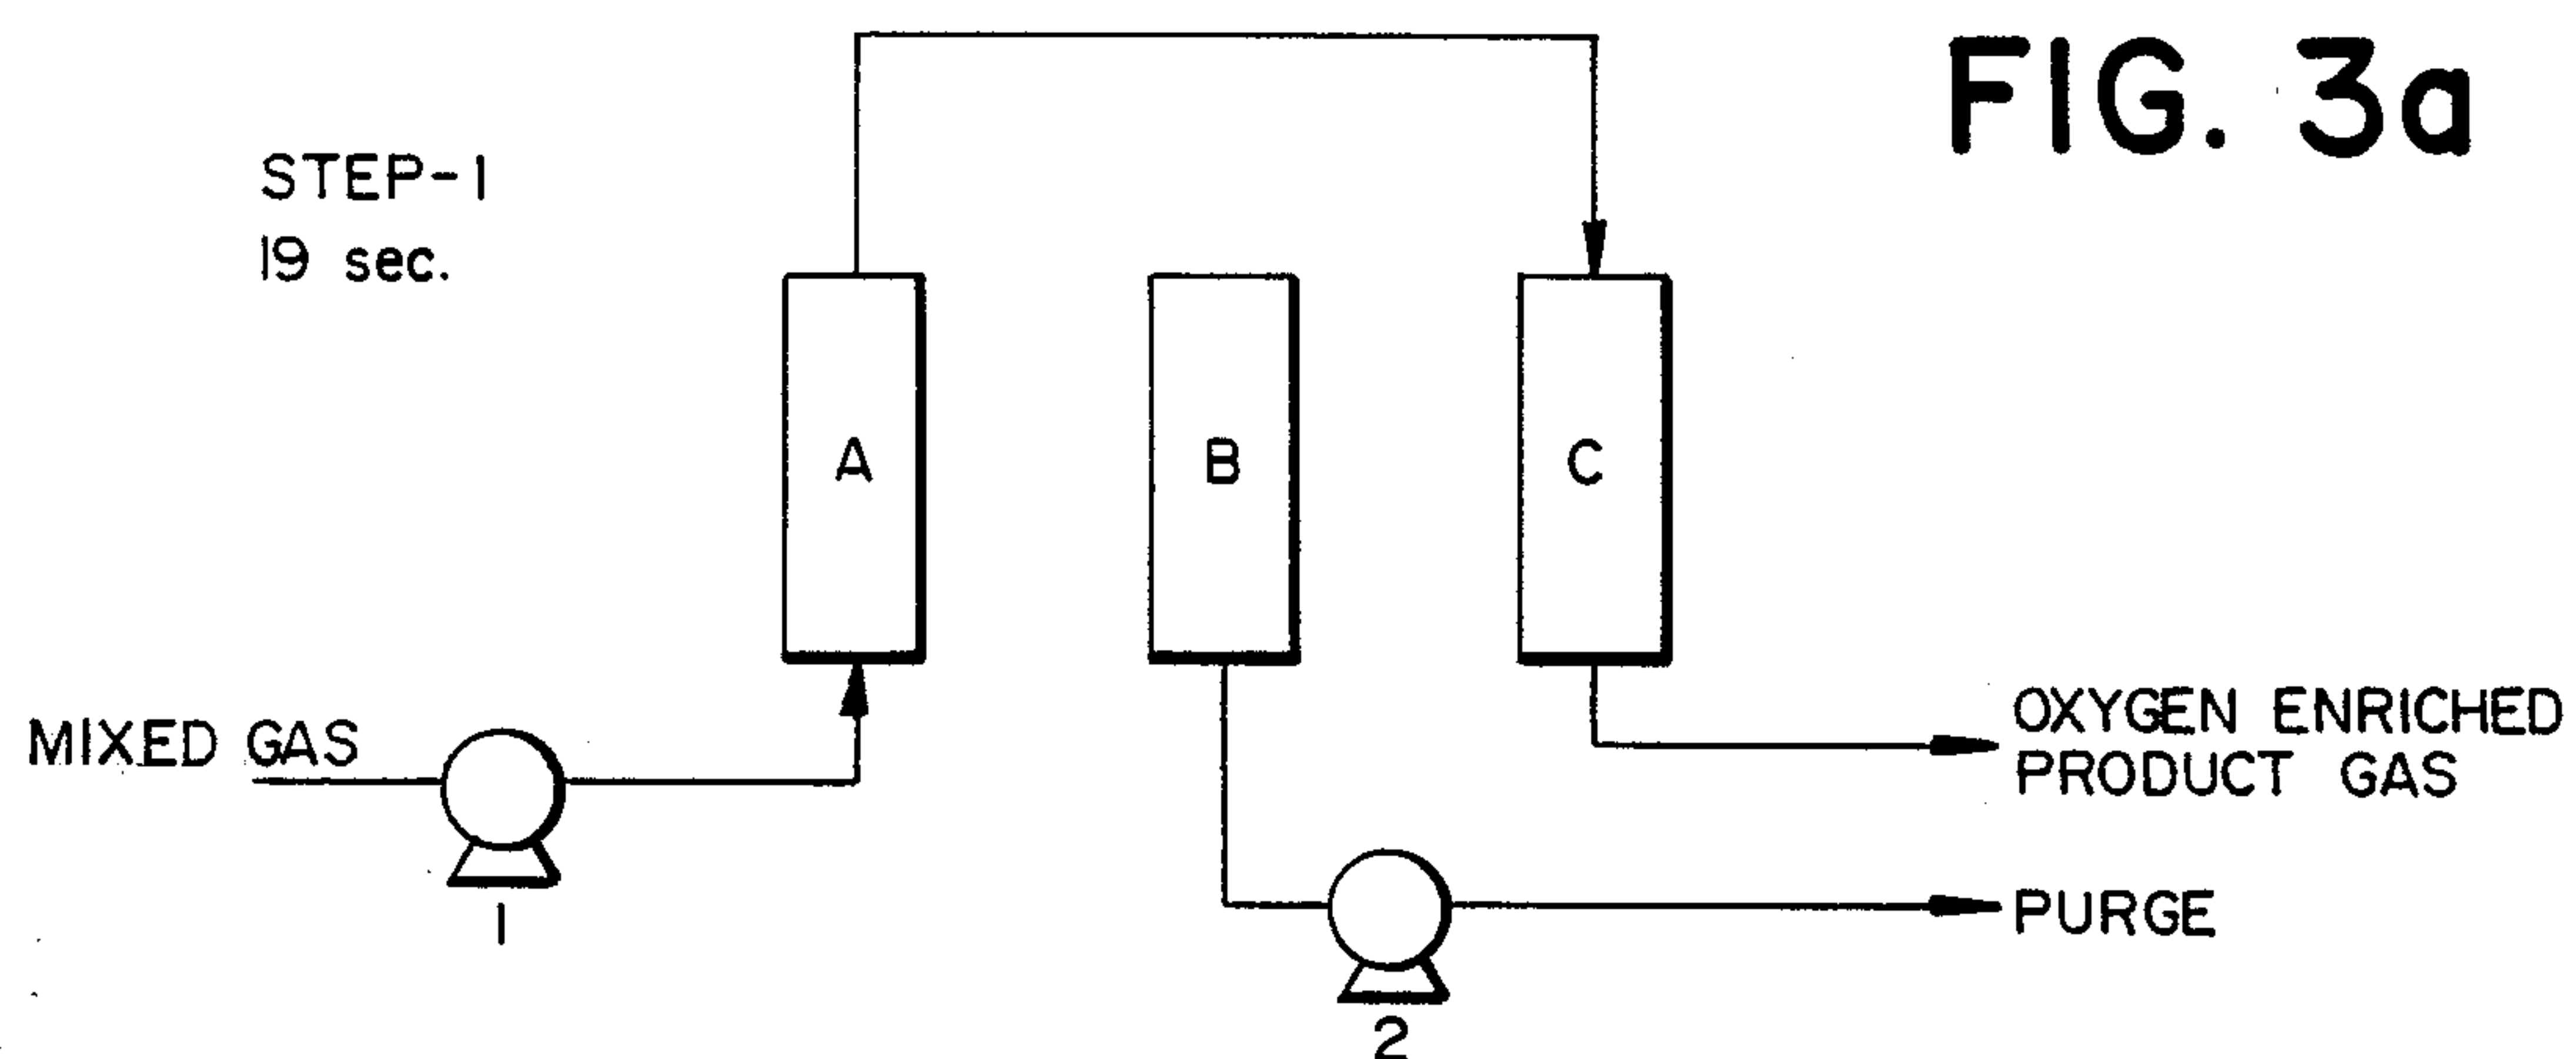 FIG. 3a
STEP-1
19 sec.
A
B
C
MIXED GAS
OXYGEN ENRICHED
PRODUCT GAS
1
PURGE
2